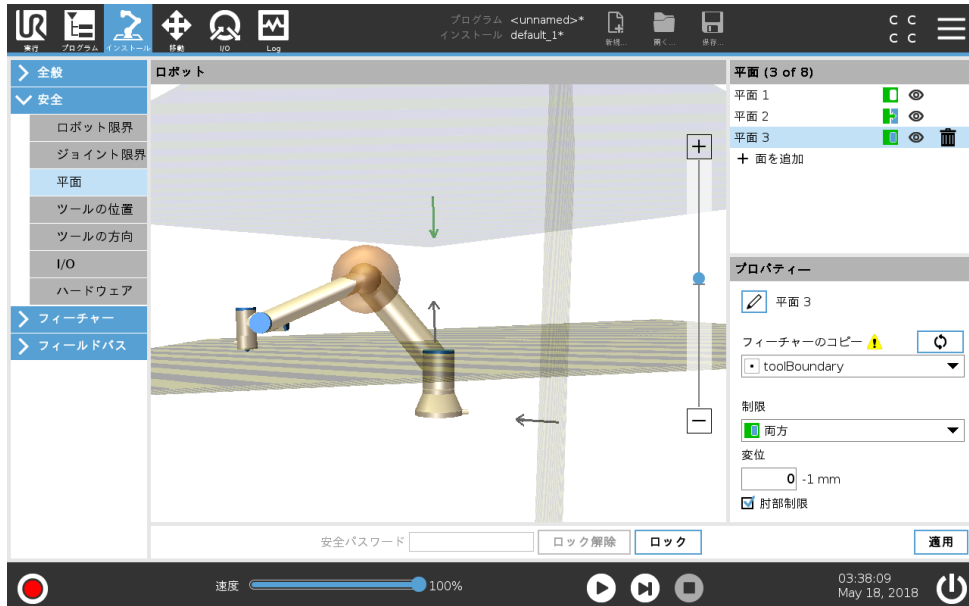 UR
プログラム <unnamed>*
インストール default_1*
C C
C C
実行 プログラム インストール 移動 I/O Log 新規... 開く... 保存...
全般
安全
ロボット限界
ジョイント限界
平面
ツールの位置
ツールの方向
I/O
ハードウェア
フィーチャー
フィールドバス
ロボット
+
−
平面 (3 of 8)
平面 1
平面 2
平面 3
+ 面を追加
プロパティー
平面 3
フィーチャーのコピー
toolBoundary
制限
両方
変位
0 -1 mm
肘部制限
安全パスワード ロック解除 ロック 適用
速度 100% 03:38:09
May 18, 2018